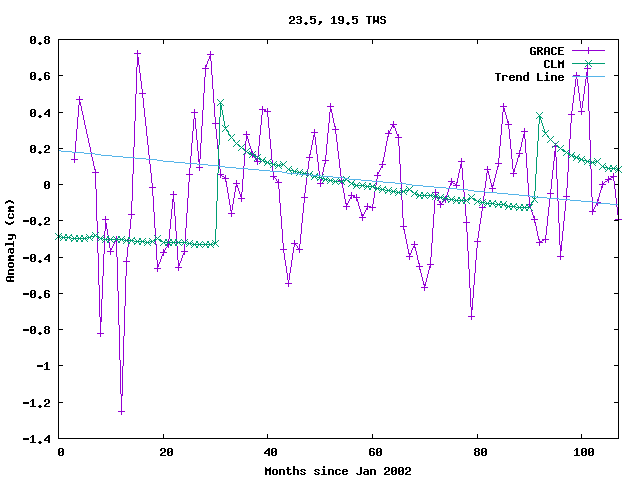 23.5, 19.5 TWS
GRACE
CLM
Trend Line
0.8
0.6
0.4
0.2
0
-0.2
-0.4
-0.6
-0.8
-1
-1.2
-1.4
Anomaly (cm)
0 20 40 60 80 100
Months since Jan 2002